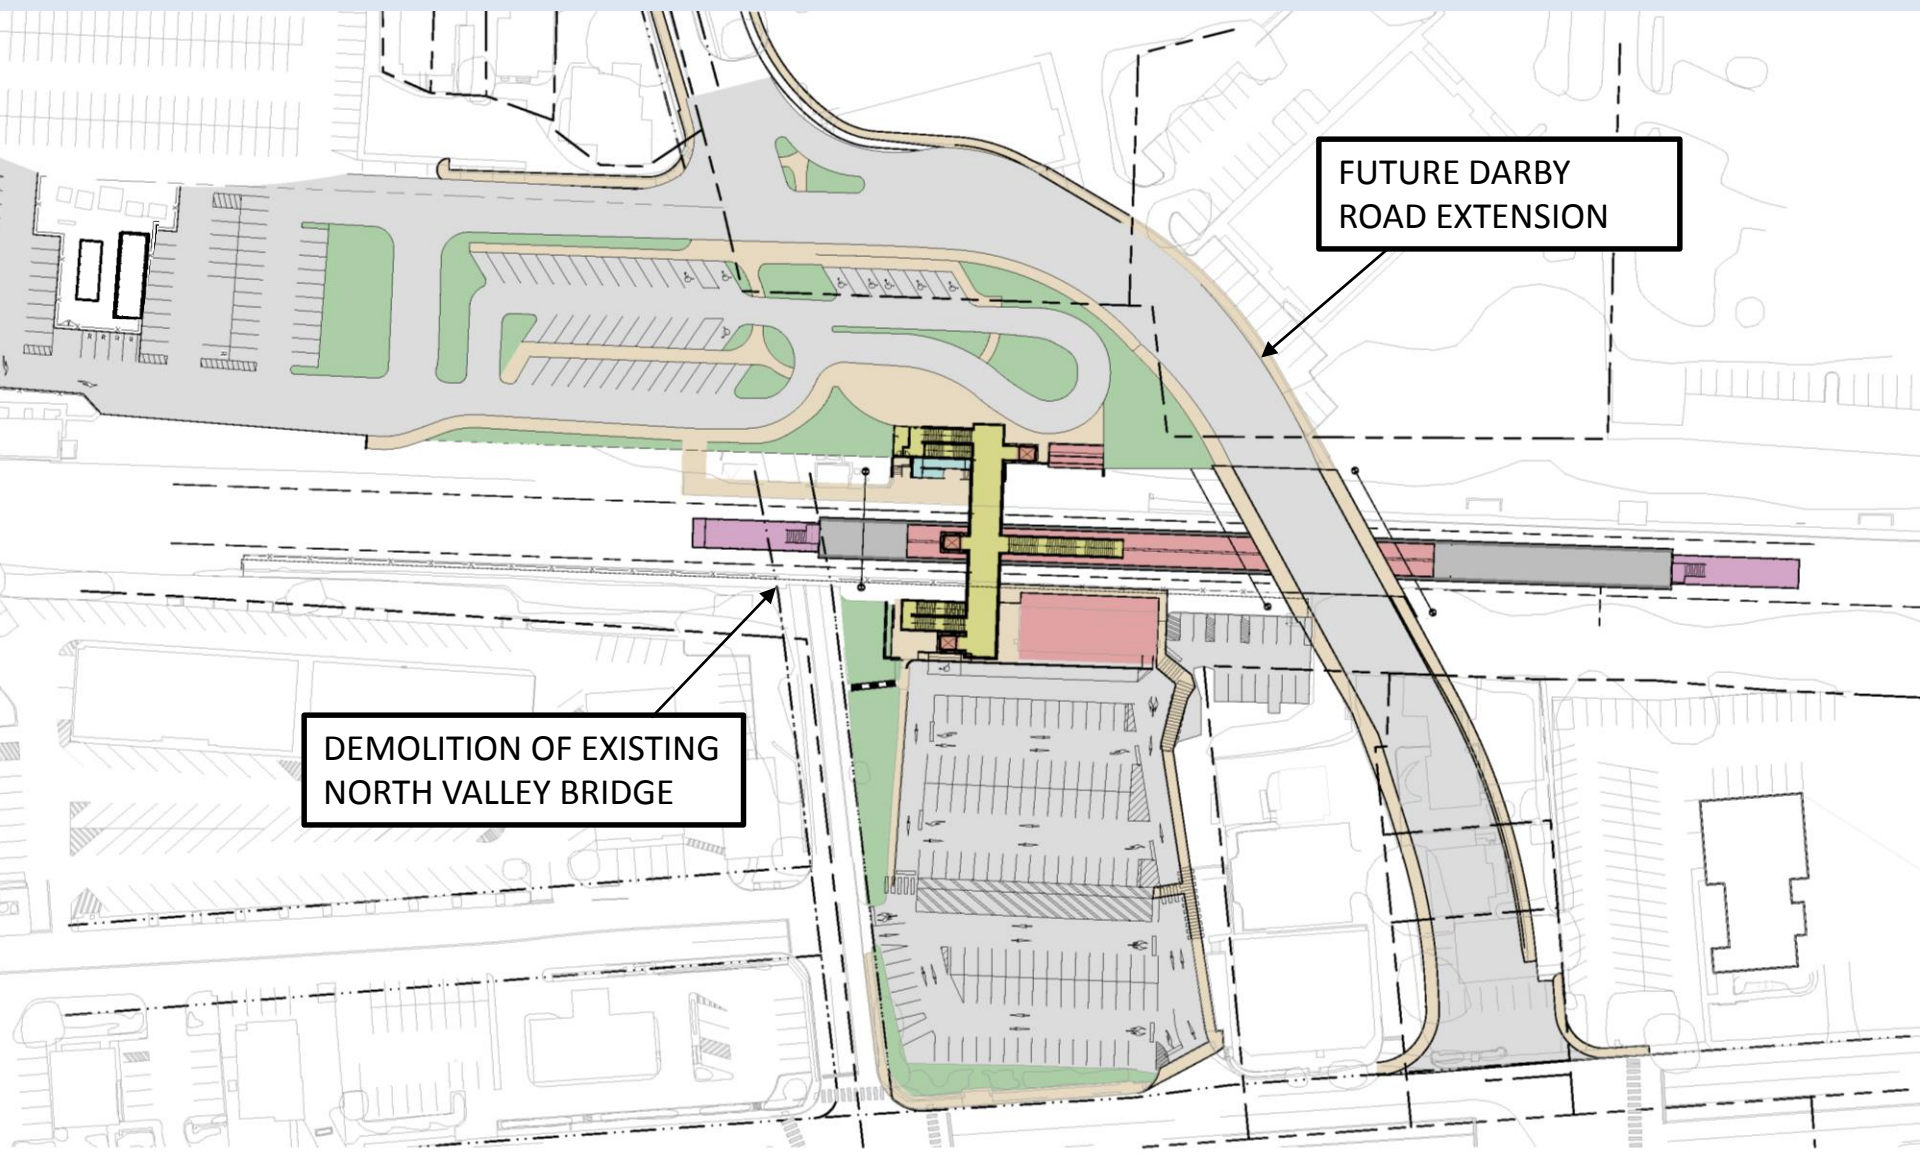 FUTURE DARBY
ROAD EXTENSION
DEMOLITION OF EXISTING
NORTH VALLEY BRIDGE